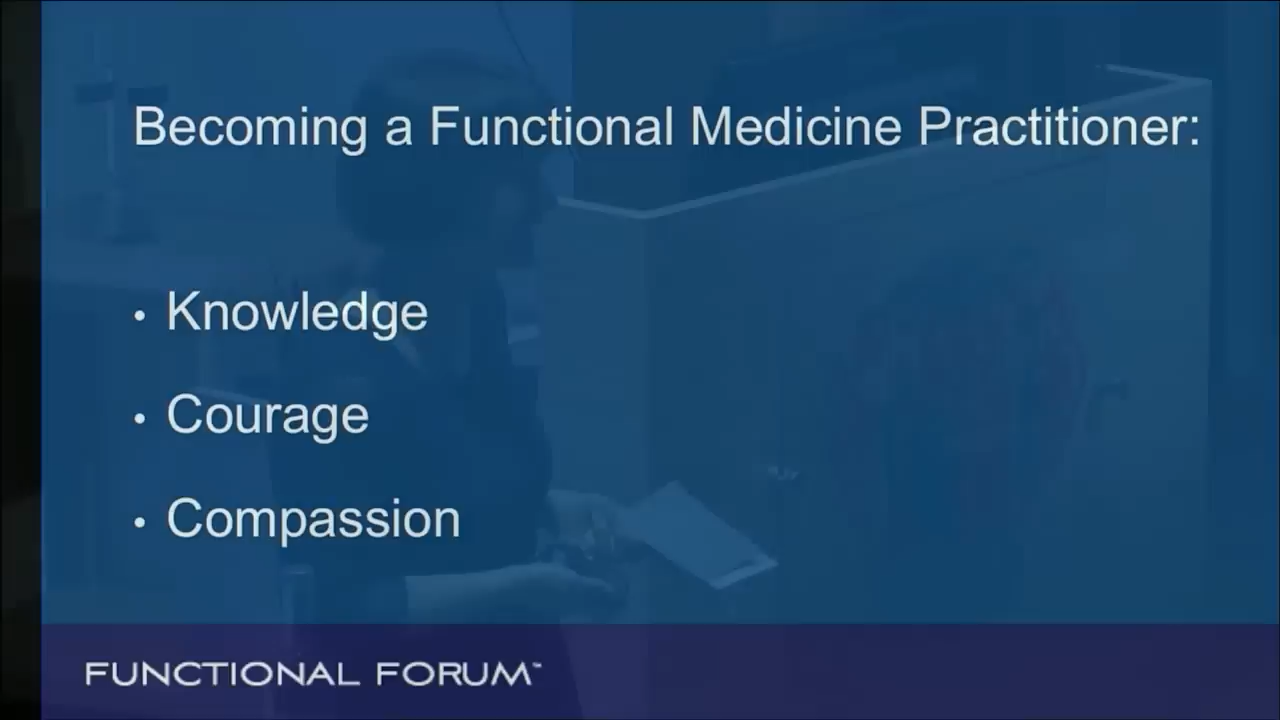 Becoming a Functional Medicine Practitioner:
• Knowledge
• Courage
• Compassion
FUNCTIONAL FORUM™